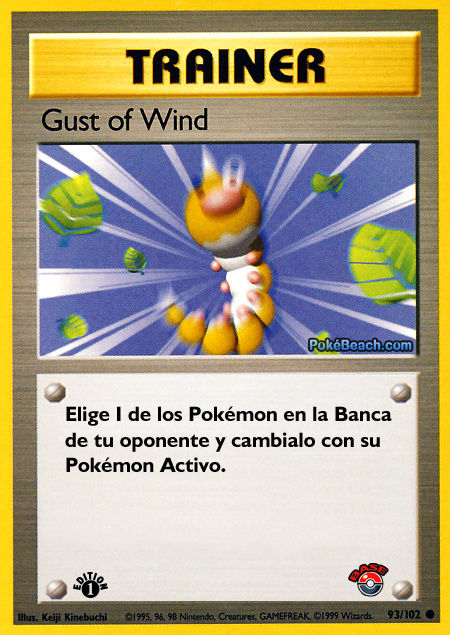 TRAINER
Gust of Wind
PokéBeach.com
Elige 1 de los Pokémon en la Banca
de tu oponente y cambialo con su
Pokémon Activo.
EDITION
1
BASE
Illus. Keiji Kinebuchi ©1995, 96, 98 Nintendo, Creatures, GAMEFREAK. ©1999 Wizards. 93/102